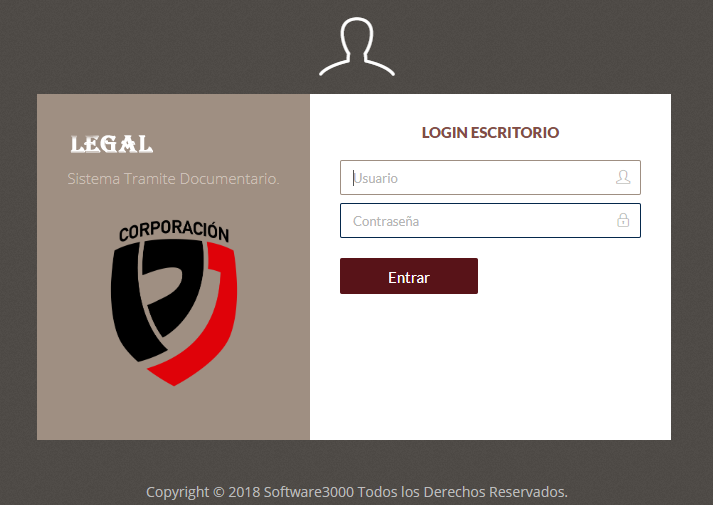 LEGAL
Sistema Tramite Documentario.
CORPORACIÓN
LOGIN ESCRITORIO
Usuario
Contraseña
Entrar
Copyright © 2018 Software3000 Todos los Derechos Reservados.